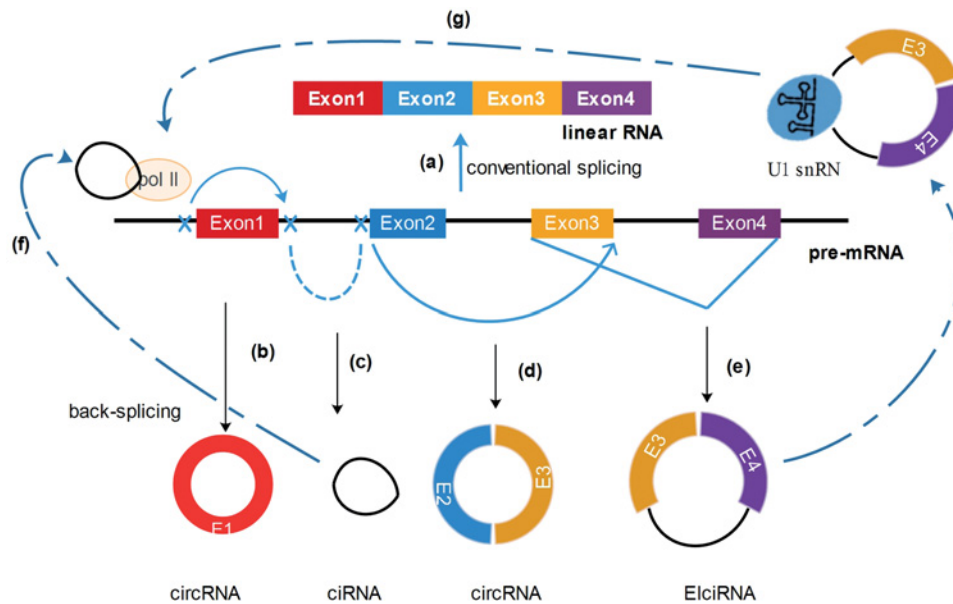 (g)
E3
E4
Exon1 Exon2 Exon3 Exon4
linear RNA
(a)
conventional splicing
U1 snRN
pol II
Exon1 Exon2 Exon3 Exon4
pre-mRNA
(f)
(b)
(c)
(d)
(e)
back-splicing
E1
E2
E3
E3
E4
circRNA
ciRNA
circRNA
EIciRNA